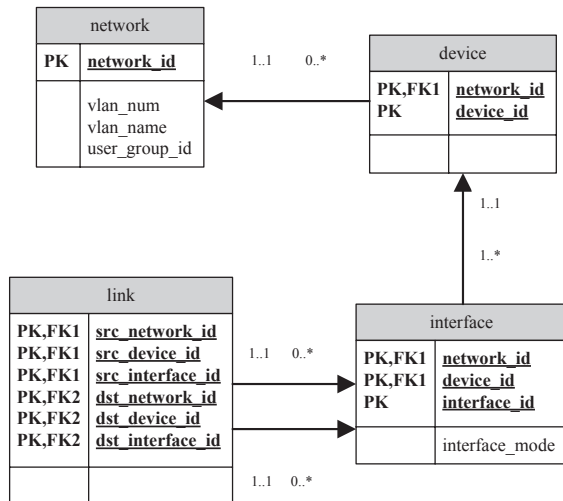 network
PK network_id
vlan_num
vlan_name
user_group_id
1..1 0..*
device
PK,FK1 network_id
PK device_id
1..1
1..*
link
PK,FK1 src_network_id
PK,FK1 src_device_id
PK,FK1 src_interface_id
PK,FK2 dst_network_id
PK,FK2 dst_device_id
PK,FK2 dst_interface_id
1..1 0..*
1..1 0..*
interface
PK,FK1 network_id
PK,FK1 device_id
PK interface_id
interface_mode